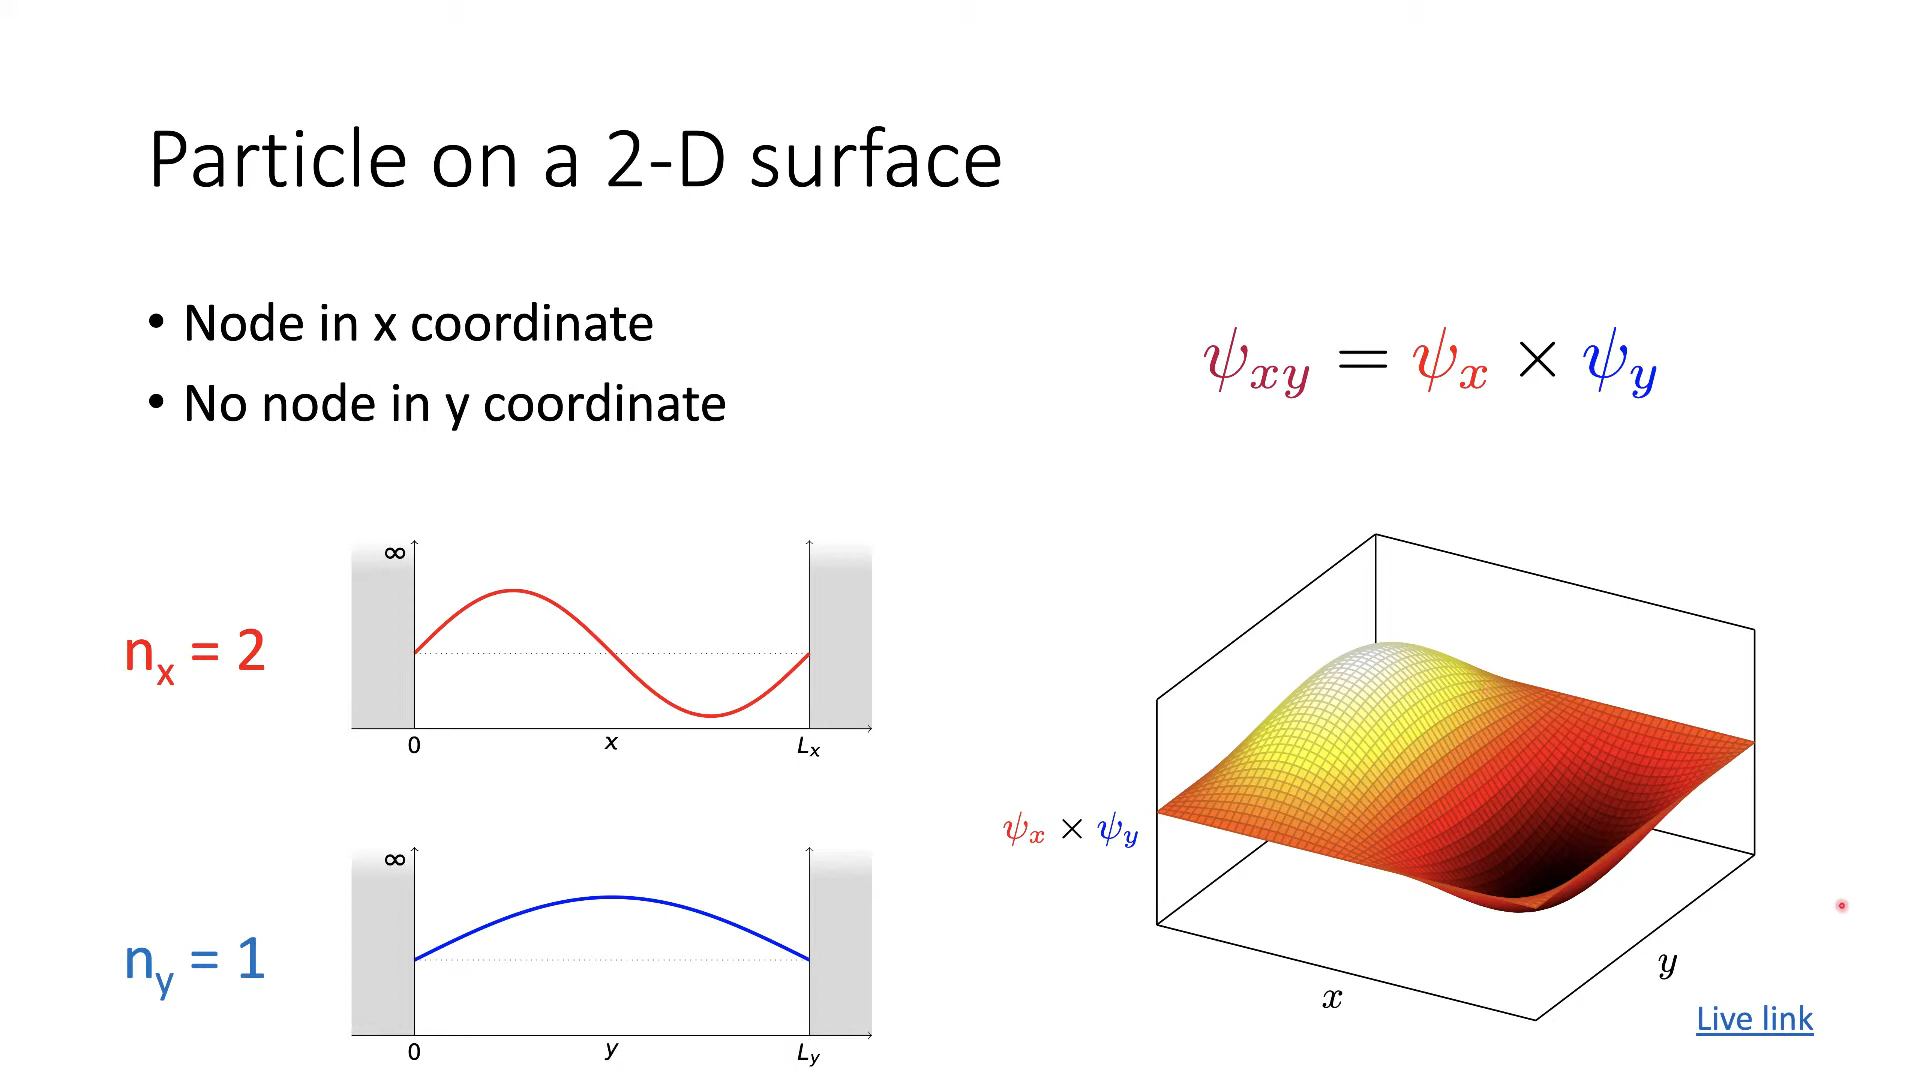 Particle on a 2-D surface
• Node in x coordinate
• No node in y coordinate
ψxy = ψx × ψy
nx = 2
∞
0 x Lx
ny = 1
∞
0 y Ly
ψx × ψy
x
y
Live link